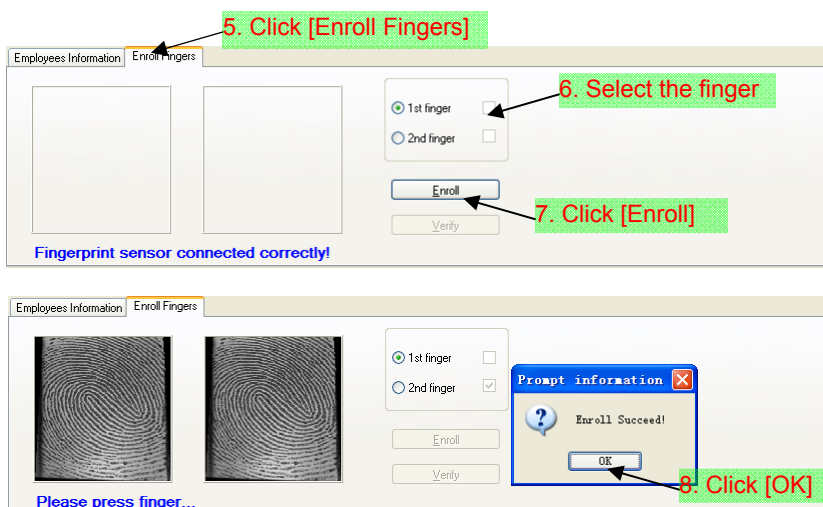 5. Click [Enroll Fingers]
Employees Information Enroll Fingers
6. Select the finger
1st finger
2nd finger
Enroll
7. Click [Enroll]
Verify
Fingerprint sensor connected correctly!
Employees Information Enroll Fingers
1st finger
2nd finger
Prompt information
Enroll Succeed!
Enroll
OK
Verify
8. Click [OK]
Please press finger...